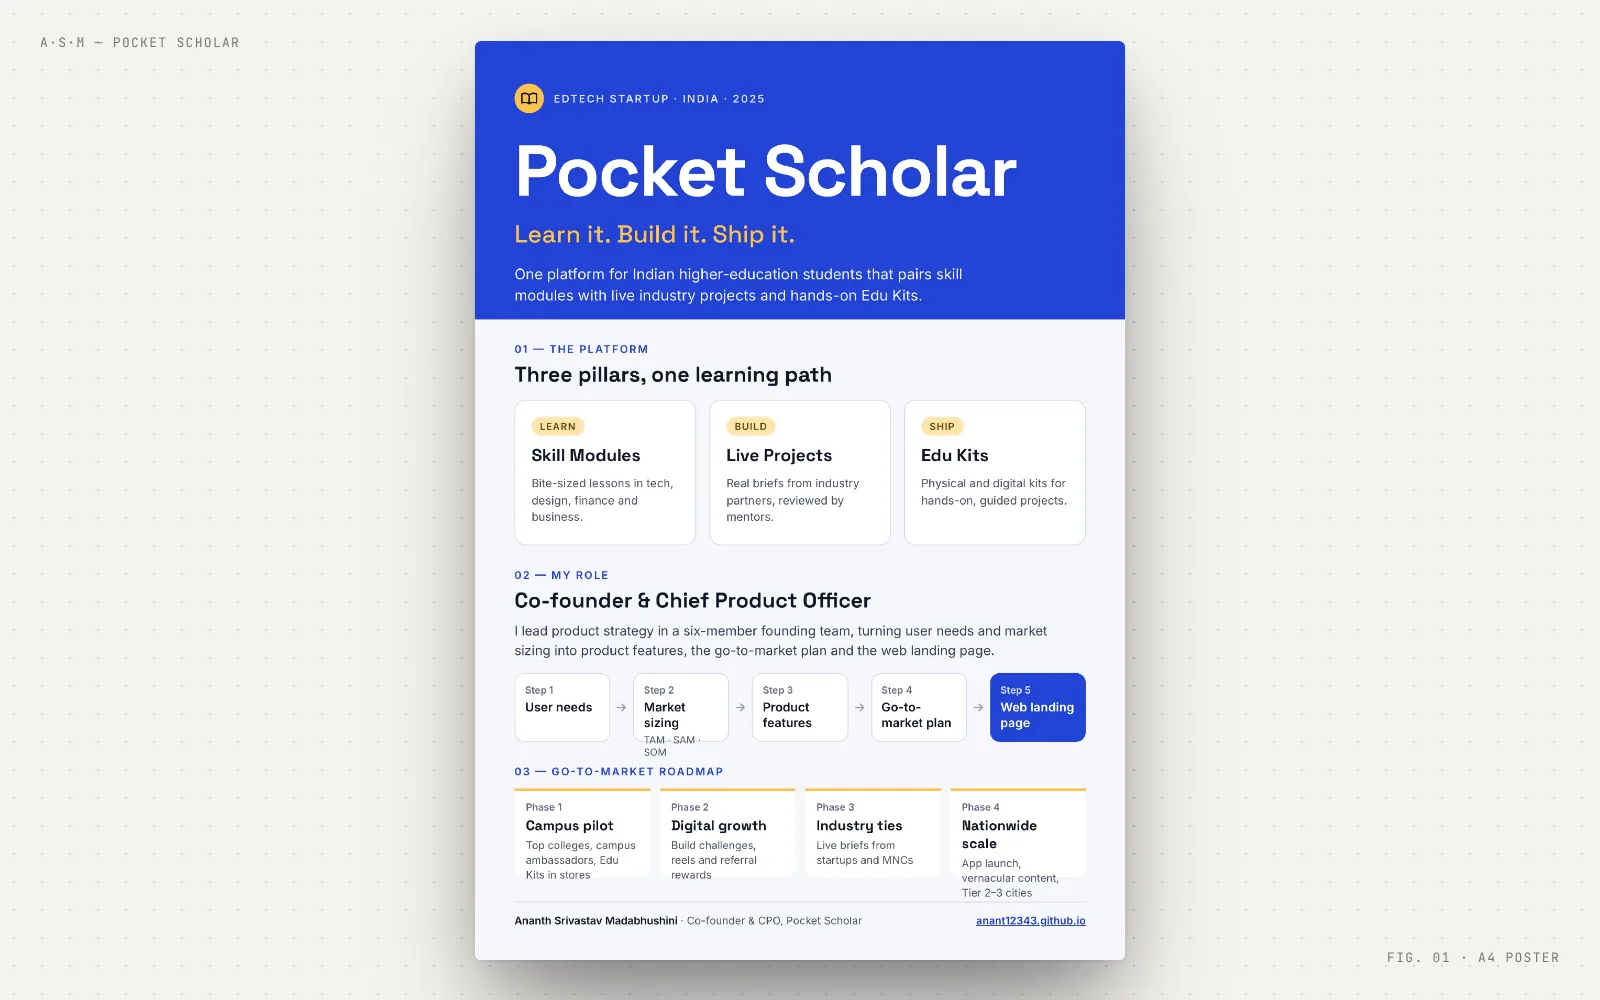 A·S·M — POCKET SCHOLAR
EDTECH STARTUP · INDIA · 2025
Pocket Scholar
Learn it. Build it. Ship it.
One platform for Indian higher-education students that pairs skill
modules with live industry projects and hands-on Edu Kits.
01 — THE PLATFORM
Three pillars, one learning path
LEARN
Skill Modules
Bite-sized lessons in tech,
design, finance and
business.
BUILD
Live Projects
Real briefs from industry
partners, reviewed by
mentors.
SHIP
Edu Kits
Physical and digital kits for
hands-on, guided projects.
02 — MY ROLE
Co-founder & Chief Product Officer
I lead product strategy in a six-member founding team, turning user needs and market
sizing into product features, the go-to-market plan and the web landing page.
Step 1
User needs
→
Step 2
Market
sizing
TAM · SAM ·
SOM
→
Step 3
Product
features
→
Step 4
Go-to-
market plan
→
Step 5
Web landing
page
03 — GO-TO-MARKET ROADMAP
Phase 1
Campus pilot
Top colleges, campus
ambassadors, Edu
Kits in stores
Phase 2
Digital growth
Build challenges,
reels and referral
rewards
Phase 3
Industry ties
Live briefs from
startups and MNCs
Phase 4
Nationwide
scale
App launch,
vernacular content,
Tier 2–3 cities
Ananth Srivastav Madabhushini · Co-founder & CPO, Pocket Scholar
anant12343.github.io
FIG. 01 · A4 POSTER